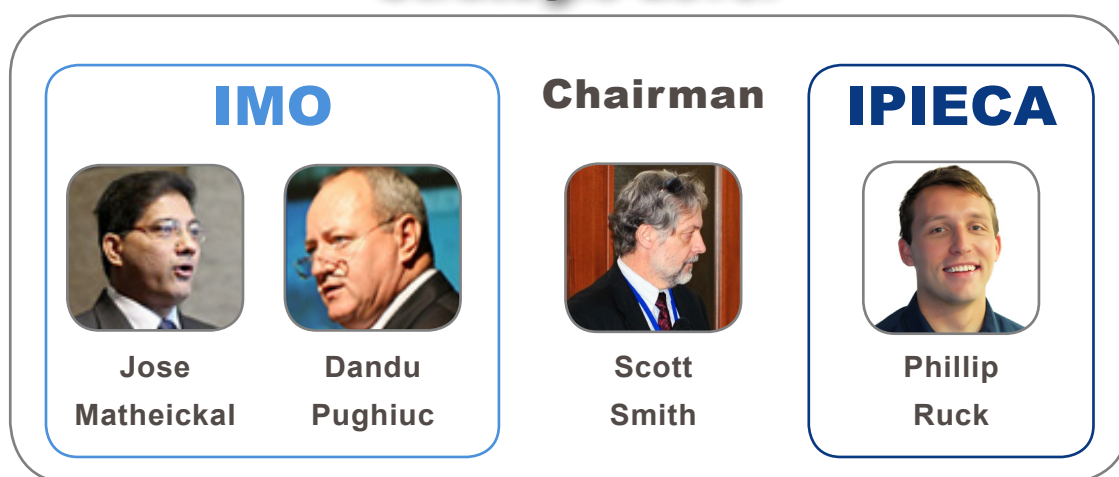 IMO
Chairman
IPIECA
Jose
Matheickal
Dandu
Pughiuc
Scott
Smith
Phillip
Ruck